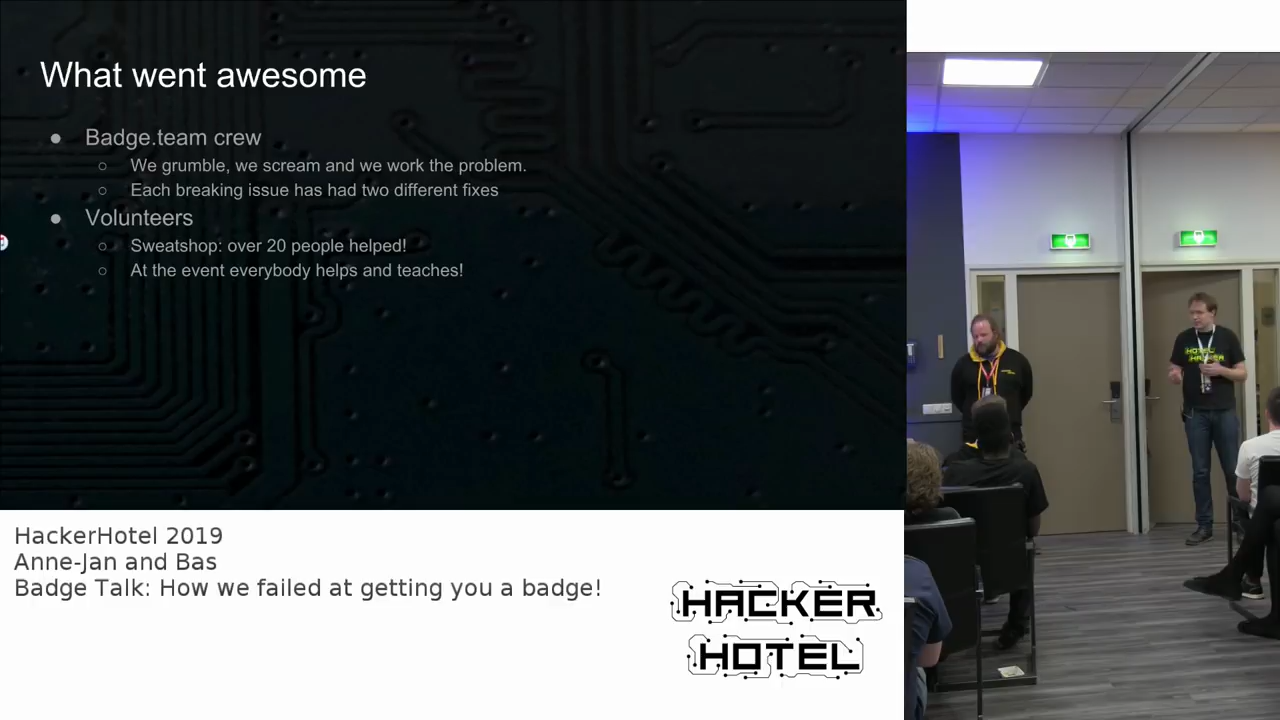 What went awesome
● Badge.team crew
○ We grumble, we scream and we work the problem.
○ Each breaking issue has had two different fixes
● Volunteers
○ Sweatshop: over 20 people helped!
○ At the event everybody helps and teaches!
HackerHotel 2019
Anne-Jan and Bas
Badge Talk: How we failed at getting you a badge!
HACKER
HOTEL
HOTEL
HACKER